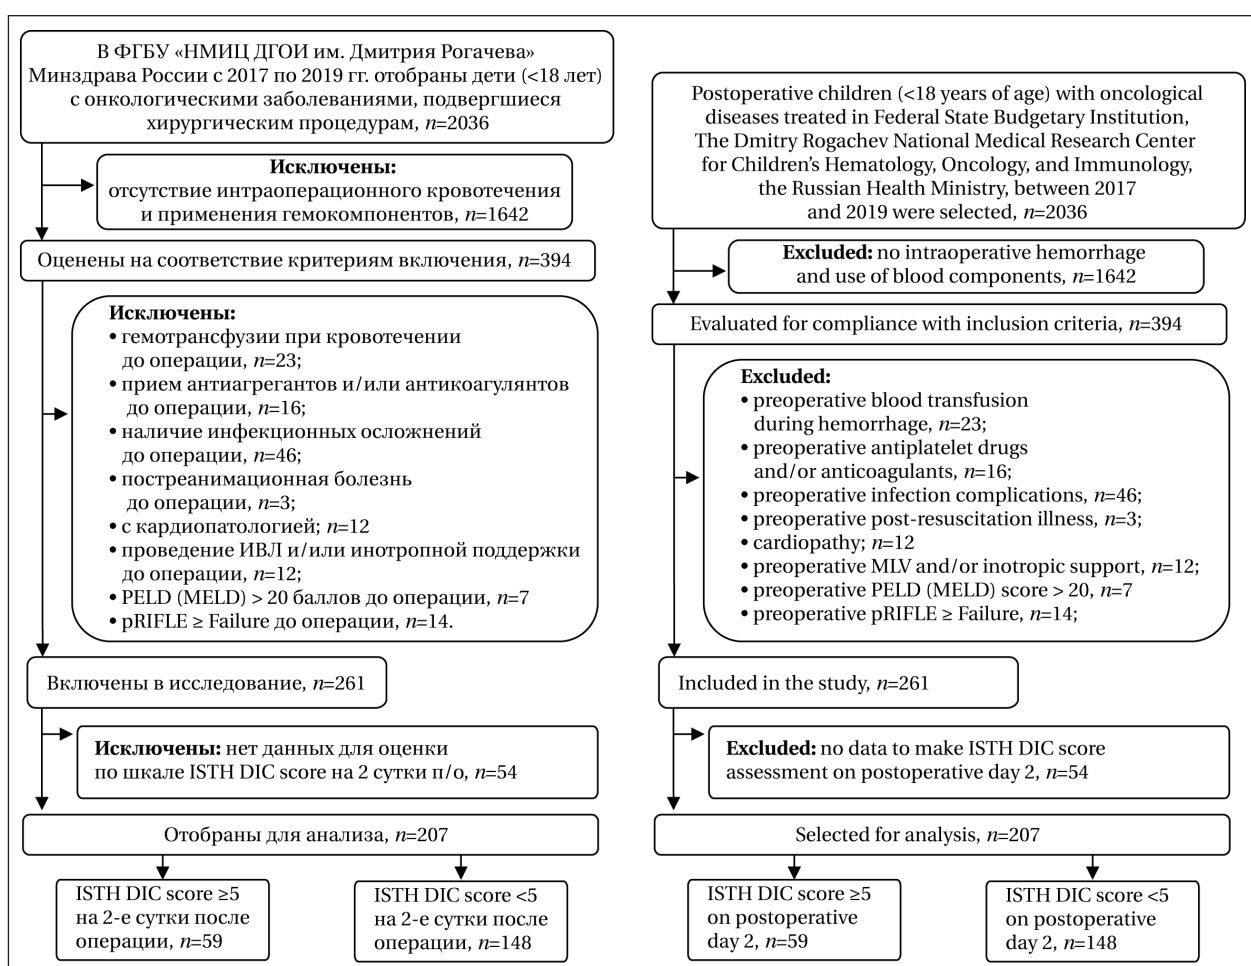 В ФГБУ «НМИЦ ДГОИ им. Дмитрия Рогачева»
Минздрава России с 2017 по 2019 гг. отобраны дети (<18 лет)
с онкологическими заболеваниями, подвергшиеся
хирургическим процедурам, n=2036
Исключены:
отсутствие интраоперационного кровотечения
и применения гемокомпонентов, n=1642
Оценены на соответствие критериям включения, n=394
Исключены:
• гемотрансфузии при кровотечении
до операции, n=23;
• прием антиагрегантов и/или антикоагулянтов
до операции, n=16;
• наличие инфекционных осложнений
до операции, n=46;
• постреанимационная болезнь
до операции, n=3;
• с кардиопатологией; n=12
• проведение ИВЛ и/или инотропной поддержки
до операции, n=12;
• PELD (MELD) > 20 баллов до операции, n=7
• pRIFLE ≥ Failure до операции, n=14.
Включены в исследование, n=261
Исключены: нет данных для оценки
по шкале ISTH DIC score на 2 сутки п/о, n=54
Отобраны для анализа, n=207
ISTH DIC score ≥5
на 2-е сутки после
операции, n=59
ISTH DIC score <5
на 2-е сутки после
операции, n=148
Postoperative children (<18 years of age) with oncological
diseases treated in Federal State Budgetary Institution,
The Dmitry Rogachev National Medical Research Center
for Children's Hematology, Oncology, and Immunology,
the Russian Health Ministry, between 2017
and 2019 were selected, n=2036
Excluded: no intraoperative hemorrhage
and use of blood components, n=1642
Evaluated for compliance with inclusion criteria, n=394
Excluded:
• preoperative blood transfusion
during hemorrhage, n=23;
• preoperative antiplatelet drugs
and/or anticoagulants, n=16;
• preoperative infection complications, n=46;
• preoperative post-resuscitation illness, n=3;
• cardiopathy; n=12
• preoperative MLV and/or inotropic support, n=12;
• preoperative PELD (MELD) score > 20, n=7
• preoperative pRIFLE ≥ Failure, n=14;
Included in the study, n=261
Excluded: no data to make ISTH DIC score
assessment on postoperative day 2, n=54
Selected for analysis, n=207
ISTH DIC score ≥5
on postoperative
day 2, n=59
ISTH DIC score <5
on postoperative
day 2, n=148